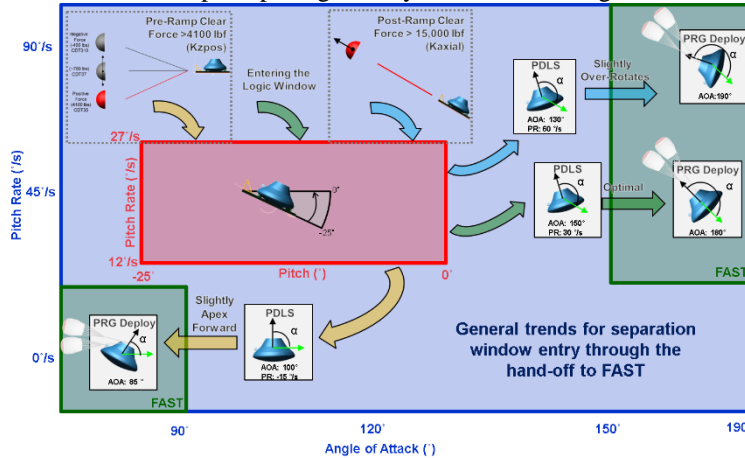 90˚/s
45˚/s
0˚/s
Pitch Rate (˚/s)
Pre-Ramp Clear
Force >4100 lbf
(Kzpos)
Negative
Force
Positive
Force
Entering the
Logic Window
Post-Ramp Clear
Force > 15,000 lbf
(Kaxial)
PDLS
α
AOA: 130°
PR: 60 °/s
Slightly
Over-Rotates
PRG Deploy
α
AOA:190°
27˚/s
Pitch Rate (˚/s)
12˚/s
0°
-25°
-25˚
Pitch (˚)
0˚
PDLS
α
AOA: 150°
PR: 30 °/s
Optimal
PRG Deploy
α
AOA: 180°
FAST
PRG Deploy
α
AOA: 85 °
FAST
Slightly
Apex
Forward
PDLS
α
AOA: 100°
PR: -15 °/s
General trends for separation
window entry through the
hand-off to FAST
90˚
120˚
150˚
190˚
Angle of Attack (˚)